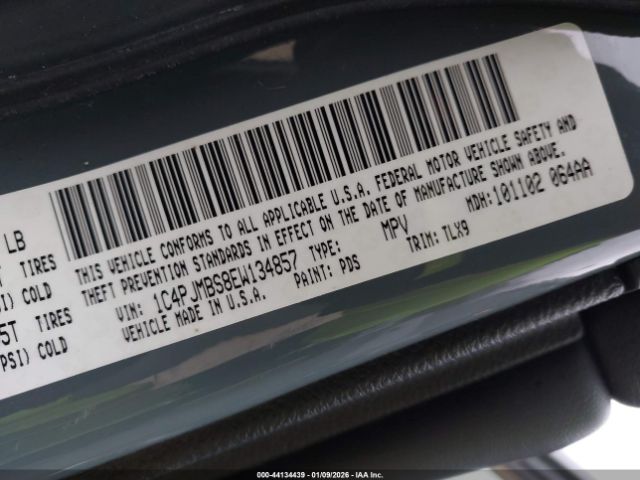 LB
TIRES
PSI) COLD
5T TIRES
PSI) COLD
THIS VEHICLE CONFORMS TO ALL APPLICABLE U.S.A. FEDERAL MOTOR VEHICLE SAFETY AND
THEFT PREVENTION STANDARDS IN EFFECT ON THE DATE OF MANUFACTURE SHOWN ABOVE.
VIN: 1C4PJMBS8EW134857 TYPE: MPV MDH: 101102 064AA
VEHICLE MADE IN U.S.A. PAINT: PDS TRIM: TLX9
000-44134439 | 01/09/2026 | IAA Inc.